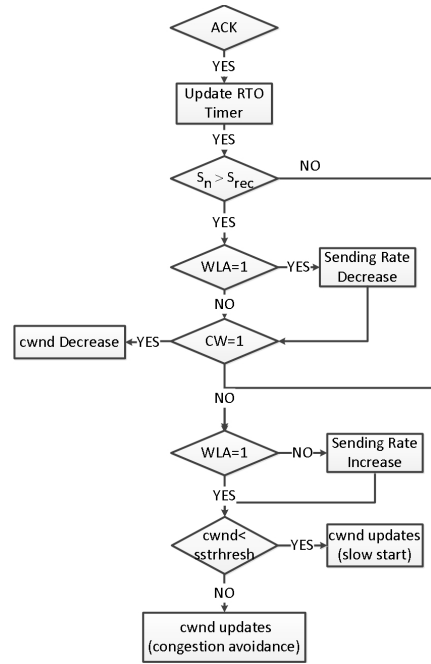 ACK
YES
Update RTO
Timer
YES
NO
Sn > Srec
YES
WLA=1
YES
Sending Rate
Decrease
NO
cwnd Decrease
YES
CW=1
NO
WLA=1
NO
Sending Rate
Increase
YES
cwnd<
sstrhresh
YES
cwnd updates
(slow start)
NO
cwnd updates
(congestion avoidance)